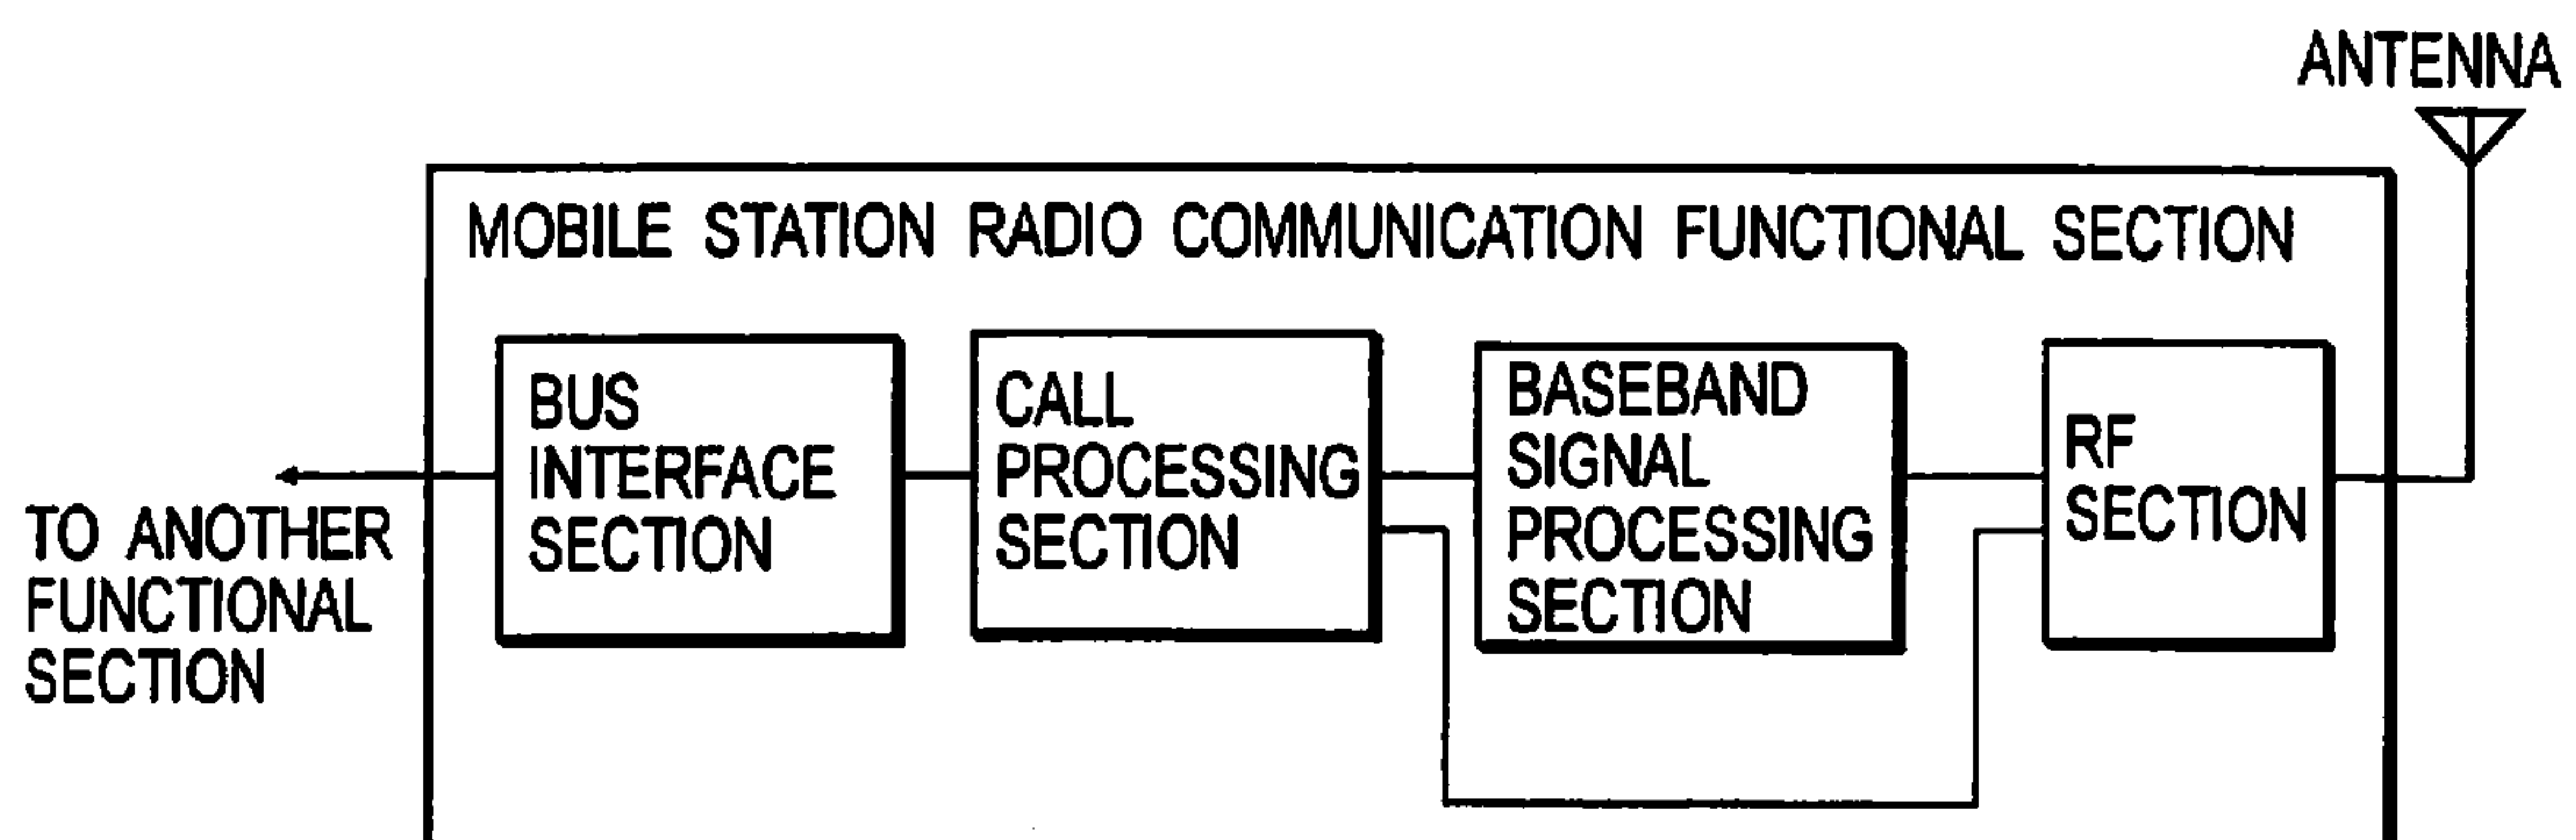 ANTENNA
MOBILE STATION RADIO COMMUNICATION FUNCTIONAL SECTION
BUS
INTERFACE
SECTION
CALL
PROCESSING
SECTION
BASEBAND
SIGNAL
PROCESSING
SECTION
RF
SECTION
TO ANOTHER
FUNCTIONAL
SECTION